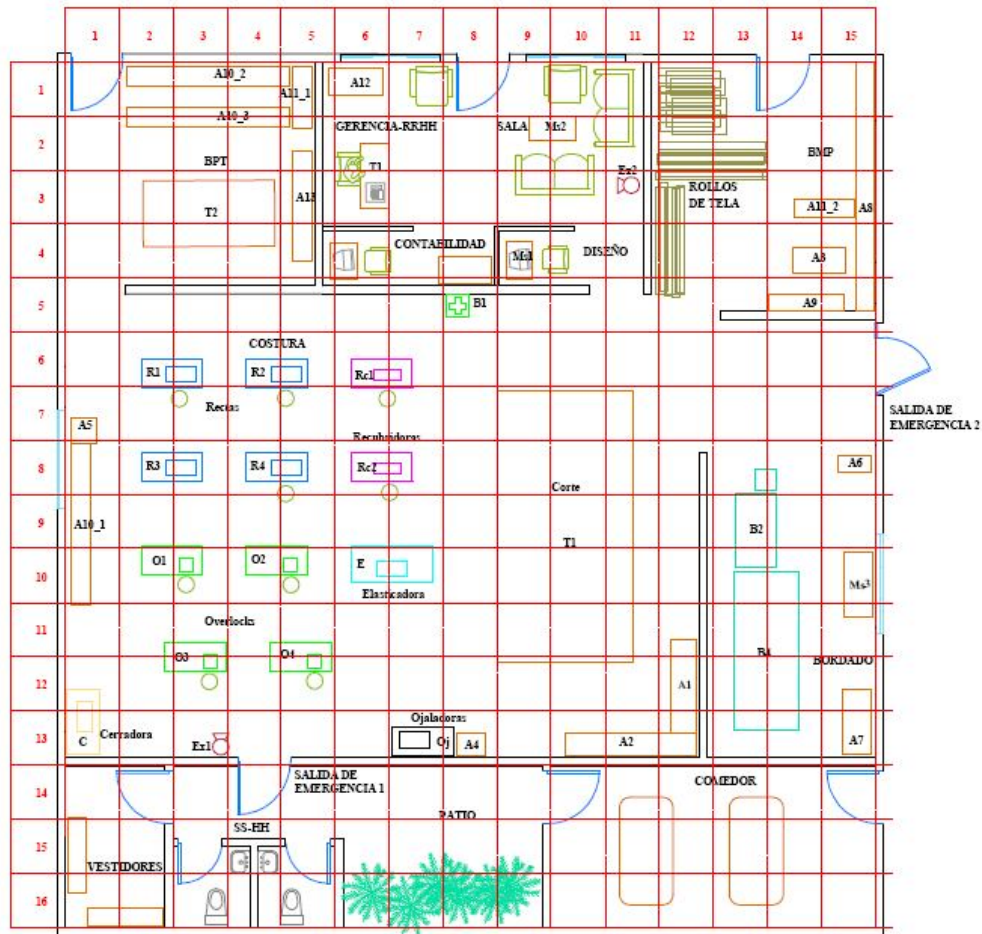 1 2 3 4 5 6 7 8 9 10 11 12 13 14 15
1
A10_2
A11_1
A12
A10_3
GERENCIA-RRHH
SALA
Ms2
2
BPT
T1
Ex2
BMP
3
T2
A13
ROLLOS
DE TELA
A11_2
A8
4
CONTABILIDAD
Ms1
DISEÑO
A3
5
B1
A9
6
COSTURA
R1
R2
Rc1
7
Rectas
A5
Recubridoras
SALIDA DE
EMERGENCIA 2
8
R3
R4
Rc2
A6
Corte
9
A10_1
B2
T1
10
O1
O2
E
Elasticadora
Ms3
11
Overlocks
12
O3
O4
B4
BORDADO
A1
13
C
Cerradora
Ex1
Ojaladoras
Oj
A4
A2
A7
14
SALIDA DE
EMERGENCIA 1
COMEDOR
PATIO
15
SS-HH
VESTIDORES
16